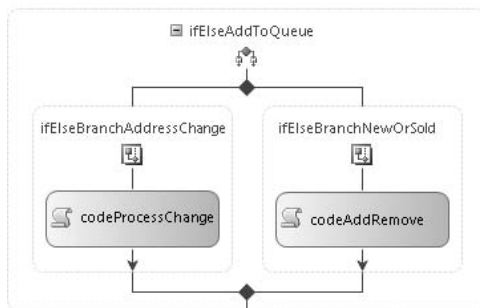 ifElseAddToQueue
ifElseBranchAddressChange
ifElseBranchNewOrSold
codeProcessChange
codeAddRemove